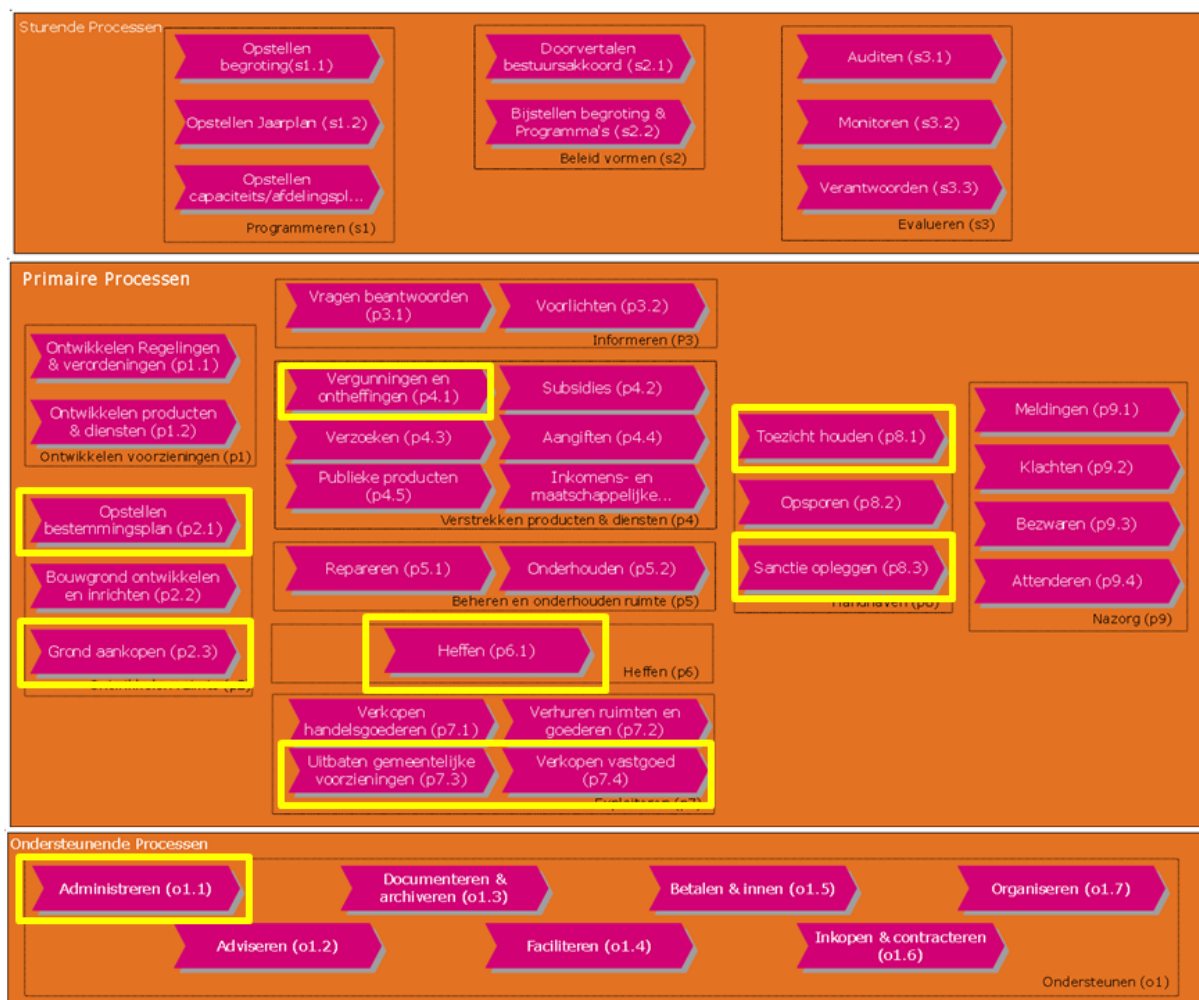 Sturende Processen
Opstellen
begroting(s1.1)
Opstellen Jaarplan (s1.2)
Opstellen
capaciteits/afdelingspl...
Programmeren (s1)
Doorvertalen
bestuursakkoord (s2.1)
Bijstellen begroting &
Programma's (s2.2)
Beleid vormen (s2)
Auditen (s3.1)
Monitoren (s3.2)
Verantwoorden (s3.3)
Evalueren (s3)
Primaire Processen
Ontwikkelen Regelingen
& verordeningen (p1.1)
Ontwikkelen producten
& diensten (p1.2)
Ontwikkelen voorzieningen (p1)
Opstellen
bestemmingsplan (p2.1)
Bouwgrond ontwikkelen
en inrichten (p2.2)
Grond aankopen (p2.3)
Ontwikkelen ruimte (p2)
Vragen beantwoorden
(p3.1)
Voorlichten (p3.2)
Informeren (P3)
Vergunningen en
ontheffingen (p4.1)
Subsidies (p4.2)
Verzoeken (p4.3)
Aangiften (p4.4)
Publieke producten
(p4.5)
Inkomens- en
maatschappelijke...
Verstrekken producten & diensten (p4)
Repareren (p5.1)
Onderhouden (p5.2)
Beheren en onderhouden ruimte (p5)
Heffen (p6.1)
Heffen (p6)
Verkopen
handelsgoederen (p7.1)
Verhuren ruimten en
goederen (p7.2)
Uitbaten gemeentelijke
voorzieningen (p7.3)
Verkopen vastgoed
(p7.4)
Exploiteren (p7)
Toezicht houden (p8.1)
Opsporen (p8.2)
Sanctie opleggen (p8.3)
Handhaven (p8)
Meldingen (p9.1)
Klachten (p9.2)
Bezwaren (p9.3)
Attenderen (p9.4)
Nazorg (p9)
Ondersteunende Processen
Administreren (o1.1)
Documenteren &
archiveren (o1.3)
Betalen & innen (o1.5)
Organiseren (o1.7)
Adviseren (o1.2)
Faciliteren (o1.4)
Inkopen & contracteren
(o1.6)
Ondersteunen (o1)